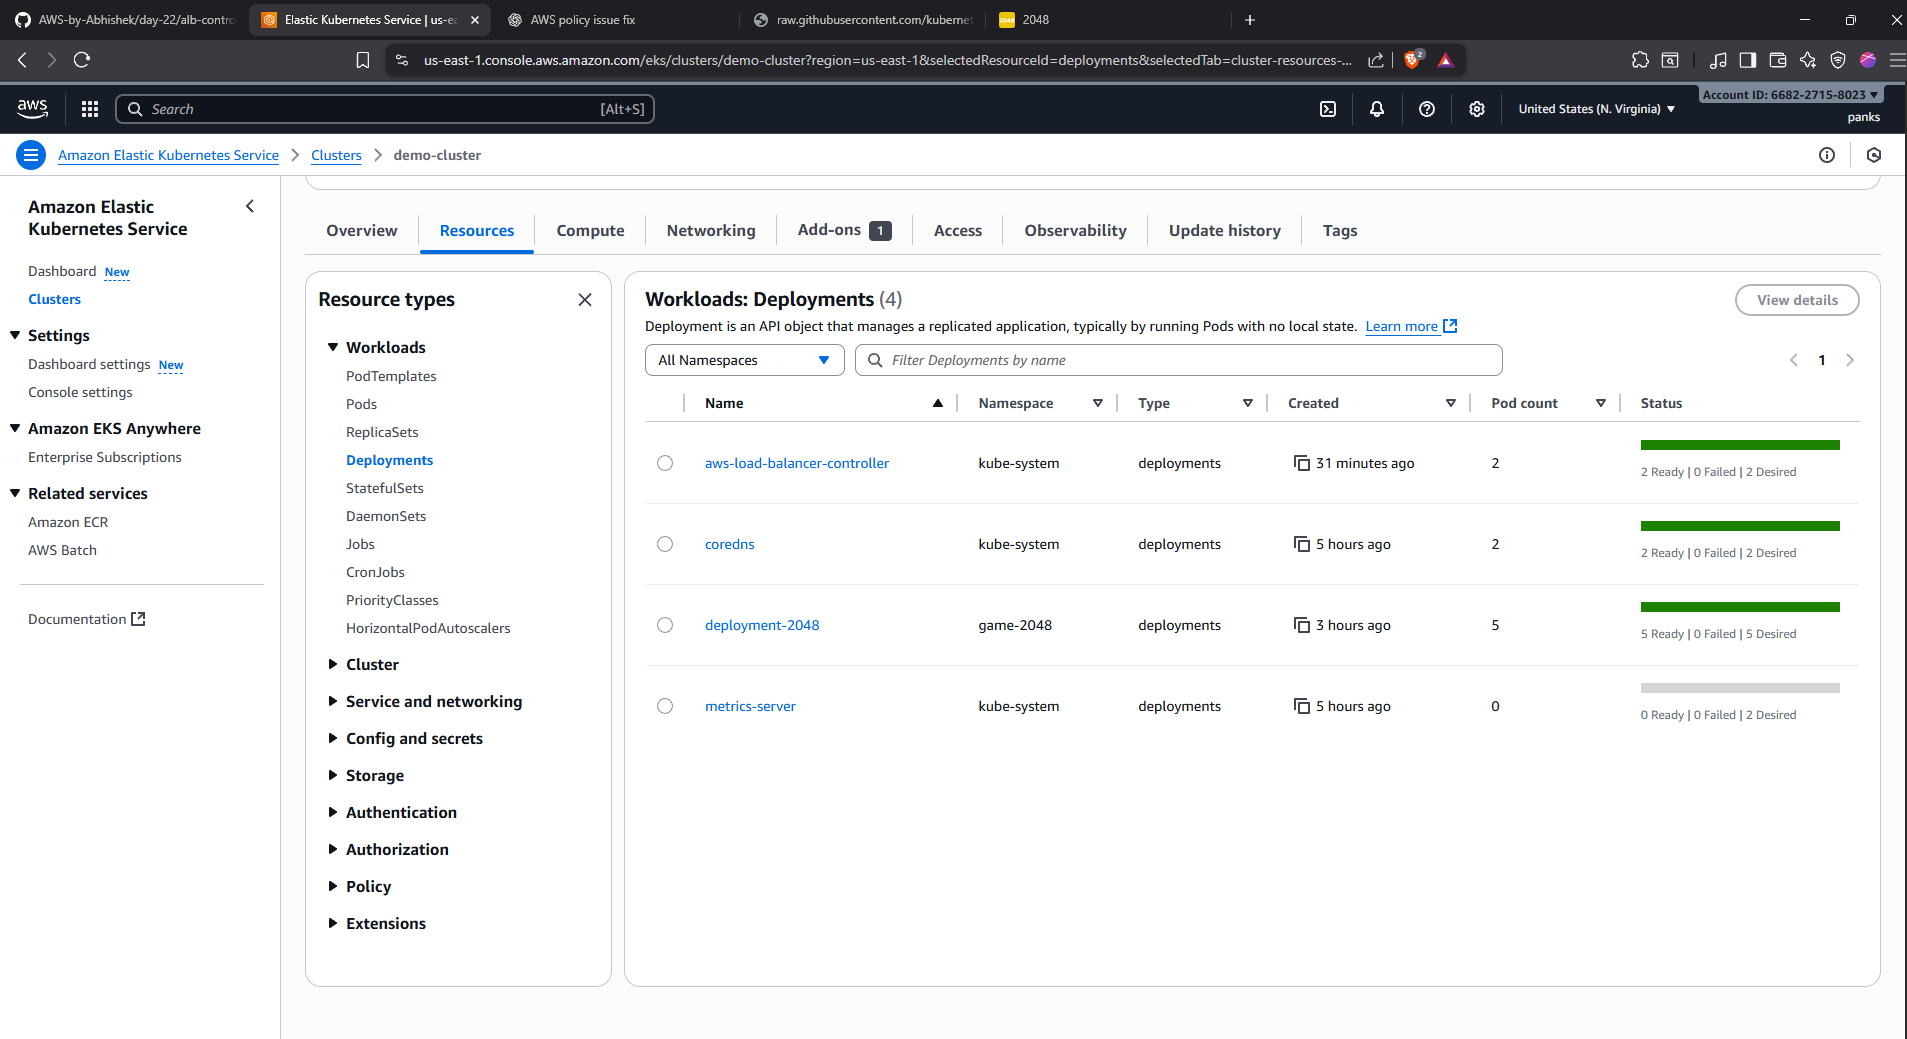 AWS-by-Abhishek/day-22/alb-contro
Elastic Kubernetes Service | us-ea
AWS policy issue fix
raw.githubusercontent.com/kubernet
2048
2048
us-east-1.console.aws.amazon.com/eks/clusters/demo-cluster?region=us-east-1&selectedResourceId=deployments&selectedTab=cluster-resources-...
2
aws
Search
[Alt+S]
United States (N. Virginia)
Account ID: 6682-2715-8023
panks
Amazon Elastic Kubernetes Service
Clusters
demo-cluster
Amazon Elastic
Kubernetes Service
Dashboard New
Clusters
Settings
Dashboard settings New
Console settings
Amazon EKS Anywhere
Enterprise Subscriptions
Related services
Amazon ECR
AWS Batch
Documentation
Overview
Resources
Compute
Networking
Add-ons 1
Access
Observability
Update history
Tags
Resource types
Workloads
PodTemplates
Pods
ReplicaSets
Deployments
StatefulSets
DaemonSets
Jobs
CronJobs
PriorityClasses
HorizontalPodAutoscalers
Cluster
Service and networking
Config and secrets
Storage
Authentication
Authorization
Policy
Extensions
Workloads: Deployments (4)
View details
Deployment is an API object that manages a replicated application, typically by running Pods with no local state. Learn more
All Namespaces
Filter Deployments by name
1
Name Namespace Type Created Pod count Status
aws-load-balancer-controller kube-system deployments 31 minutes ago 2
2 Ready | 0 Failed | 2 Desired
coredns kube-system deployments 5 hours ago 2
2 Ready | 0 Failed | 2 Desired
deployment-2048 game-2048 deployments 3 hours ago 5
5 Ready | 0 Failed | 5 Desired
metrics-server kube-system deployments 5 hours ago 0
0 Ready | 0 Failed | 2 Desired